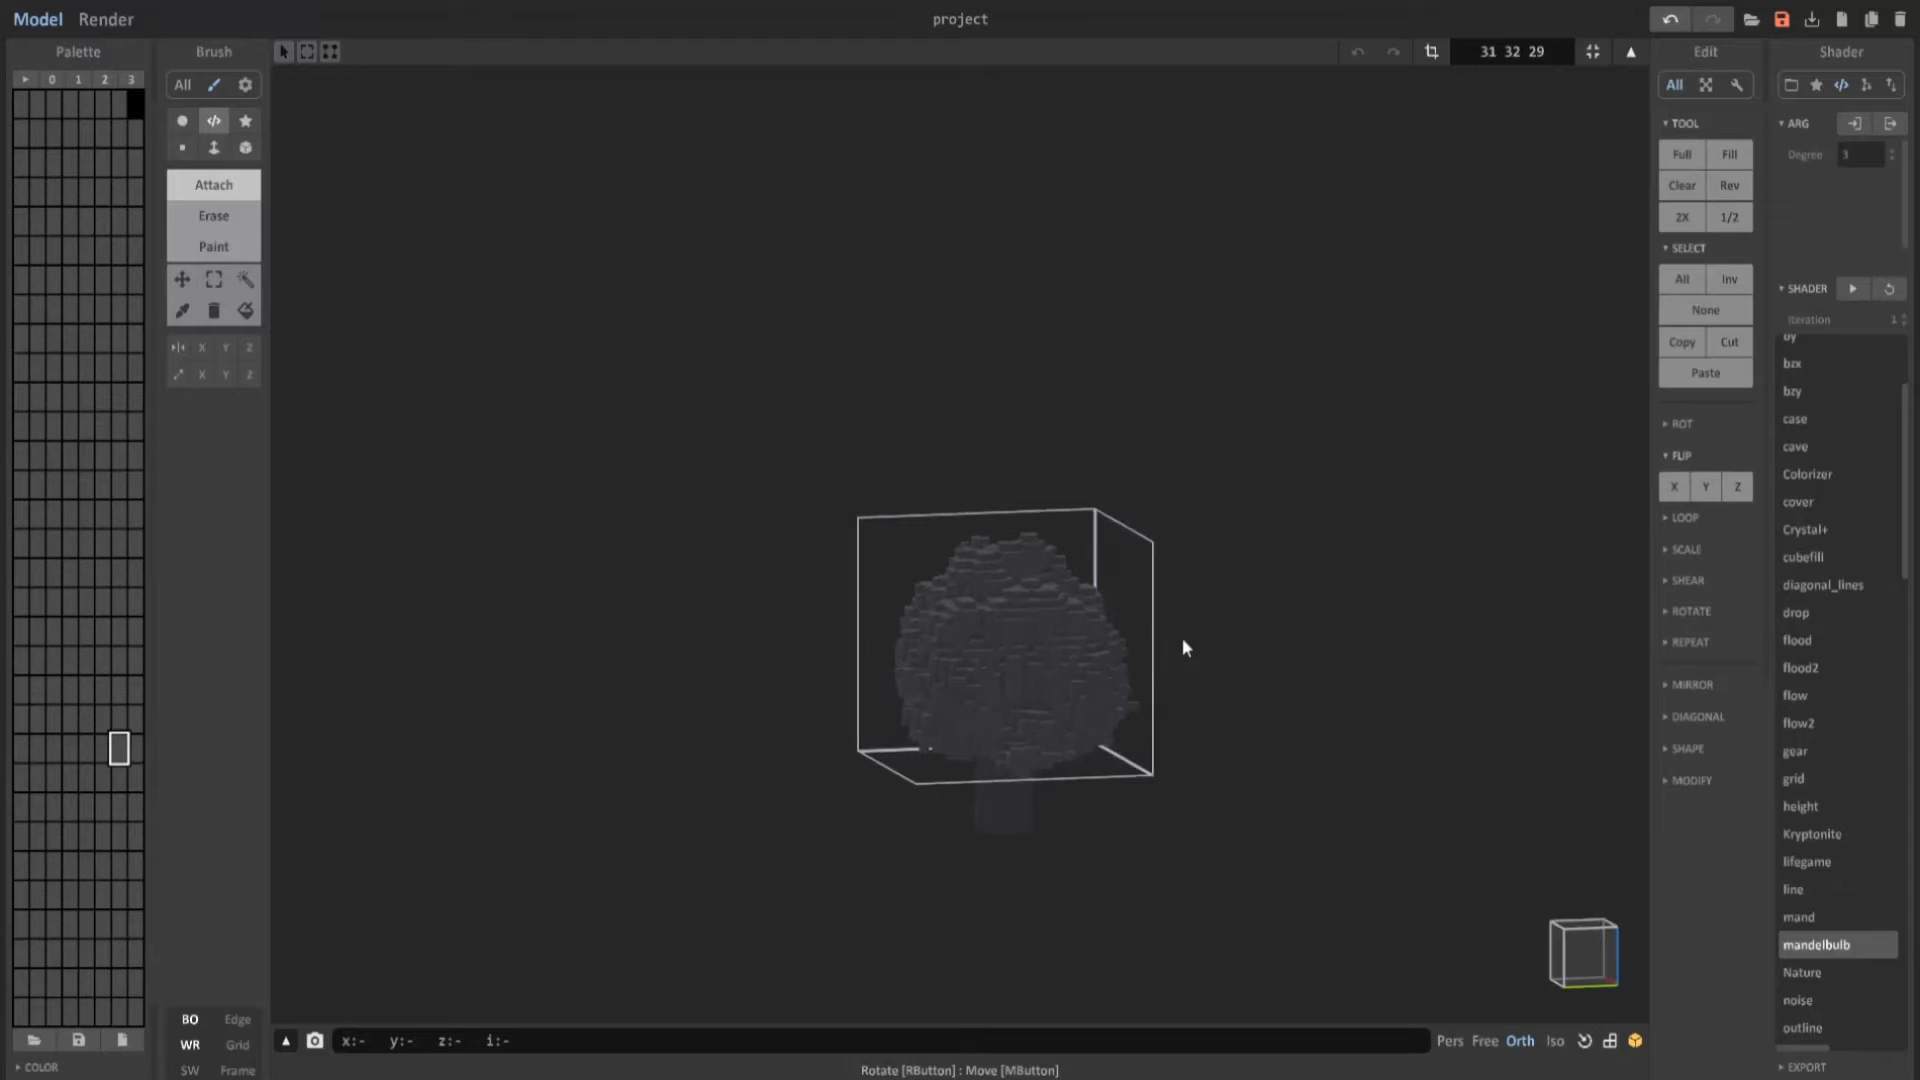 Model Render
project
Palette
0 1 2 3
COLOR
Brush
All
Attach
Erase
Paint
X Y Z
X Y Z
BO Edge
WR Grid
SW Frame
31 32 29
x:- y:- z:- i:-
Pers Free Orth Iso
Rotate [RButton] : Move [MButton]
Edit
All
TOOL
Full Fill
Clear Rev
2X 1/2
SELECT
All Inv
None
Copy Cut
Paste
ROT
FLIP
X Y Z
LOOP
SCALE
SHEAR
ROTATE
REPEAT
MIRROR
DIAGONAL
SHAPE
MODIFY
Shader
ARG
Degree 3
SHADER
Iteration 1
by
bzx
bzy
case
cave
Colorizer
cover
Crystal+
cubefill
diagonal_lines
drop
flood
flood2
flow
flow2
gear
grid
height
Kryptonite
lifegame
line
mand
mandelbulb
Nature
noise
outline
EXPORT